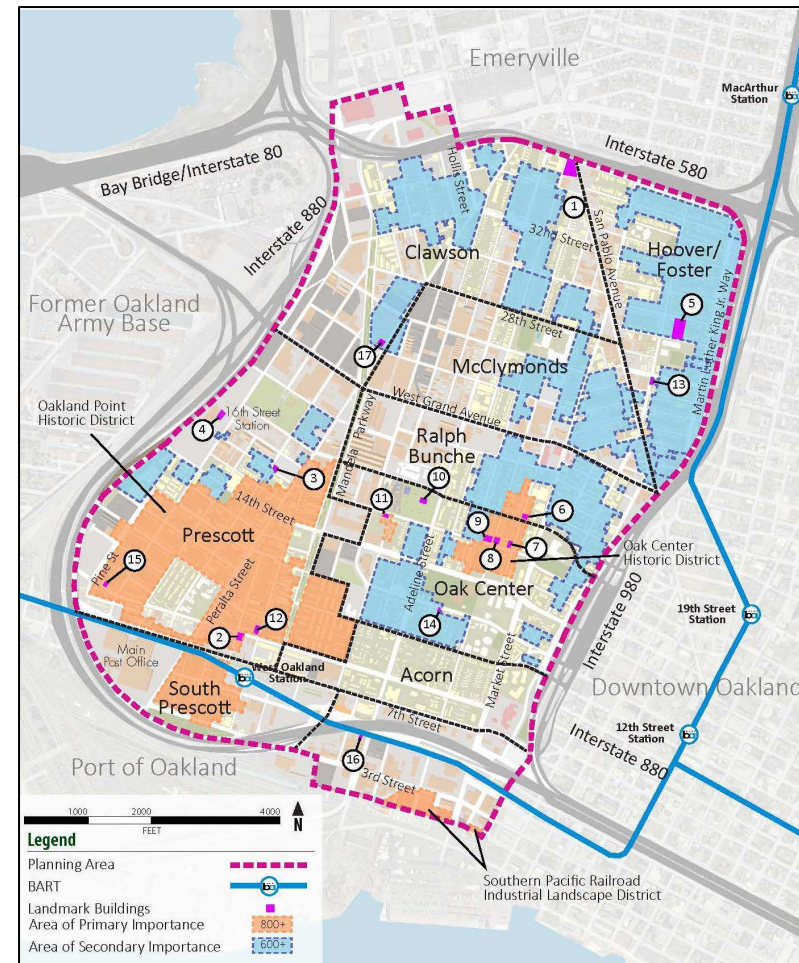 Emeryville
MacArthur
Station
Interstate 580
Bay Bridge/Interstate 80
Hollis Street
Interstate 880
1
32nd Street
San Pablo Avenue
Clawson
Hoover/
Foster
Martin Luther King Jr. Way
5
Former Oakland
Army Base
28th Street
17
McClymonds
13
Oakland Point
Historic District
West Grand Avenue
4
16th Street
Station
Mandela Parkway
Ralph
Bunche
3
10
14th Street
11
9
6
Prescott
8
7
Oak Center
Historic District
Pine St
15
Peralta Street
Adeline Street
Oak Center
14
Interstate 980
19th Street
Station
2
12
Main
Post Office
West Oakland
Station
Acorn
Market Street
South
Prescott
Downtown Oakland
7th Street
12th Street
Station
Interstate 880
Port of Oakland
16
3rd Street
1000
2000
4000
FEET
N
Southern Pacific Railroad
Industrial Landscape District
Legend
Planning Area
BART
Landmark Buildings
Area of Primary Importance
800+
Area of Secondary Importance
600+